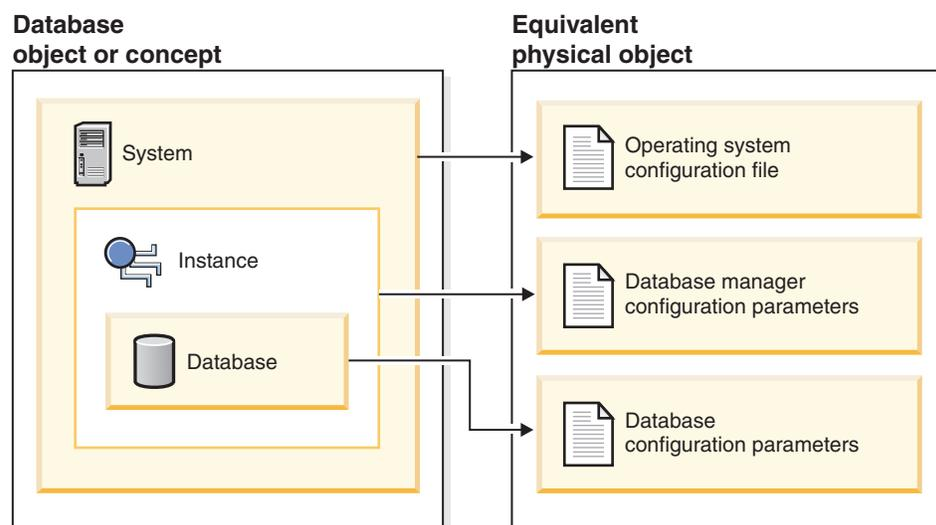 Database
object or concept
Equivalent
physical object
System
Instance
Database
Operating system
configuration file
Database manager
configuration parameters
Database
configuration parameters